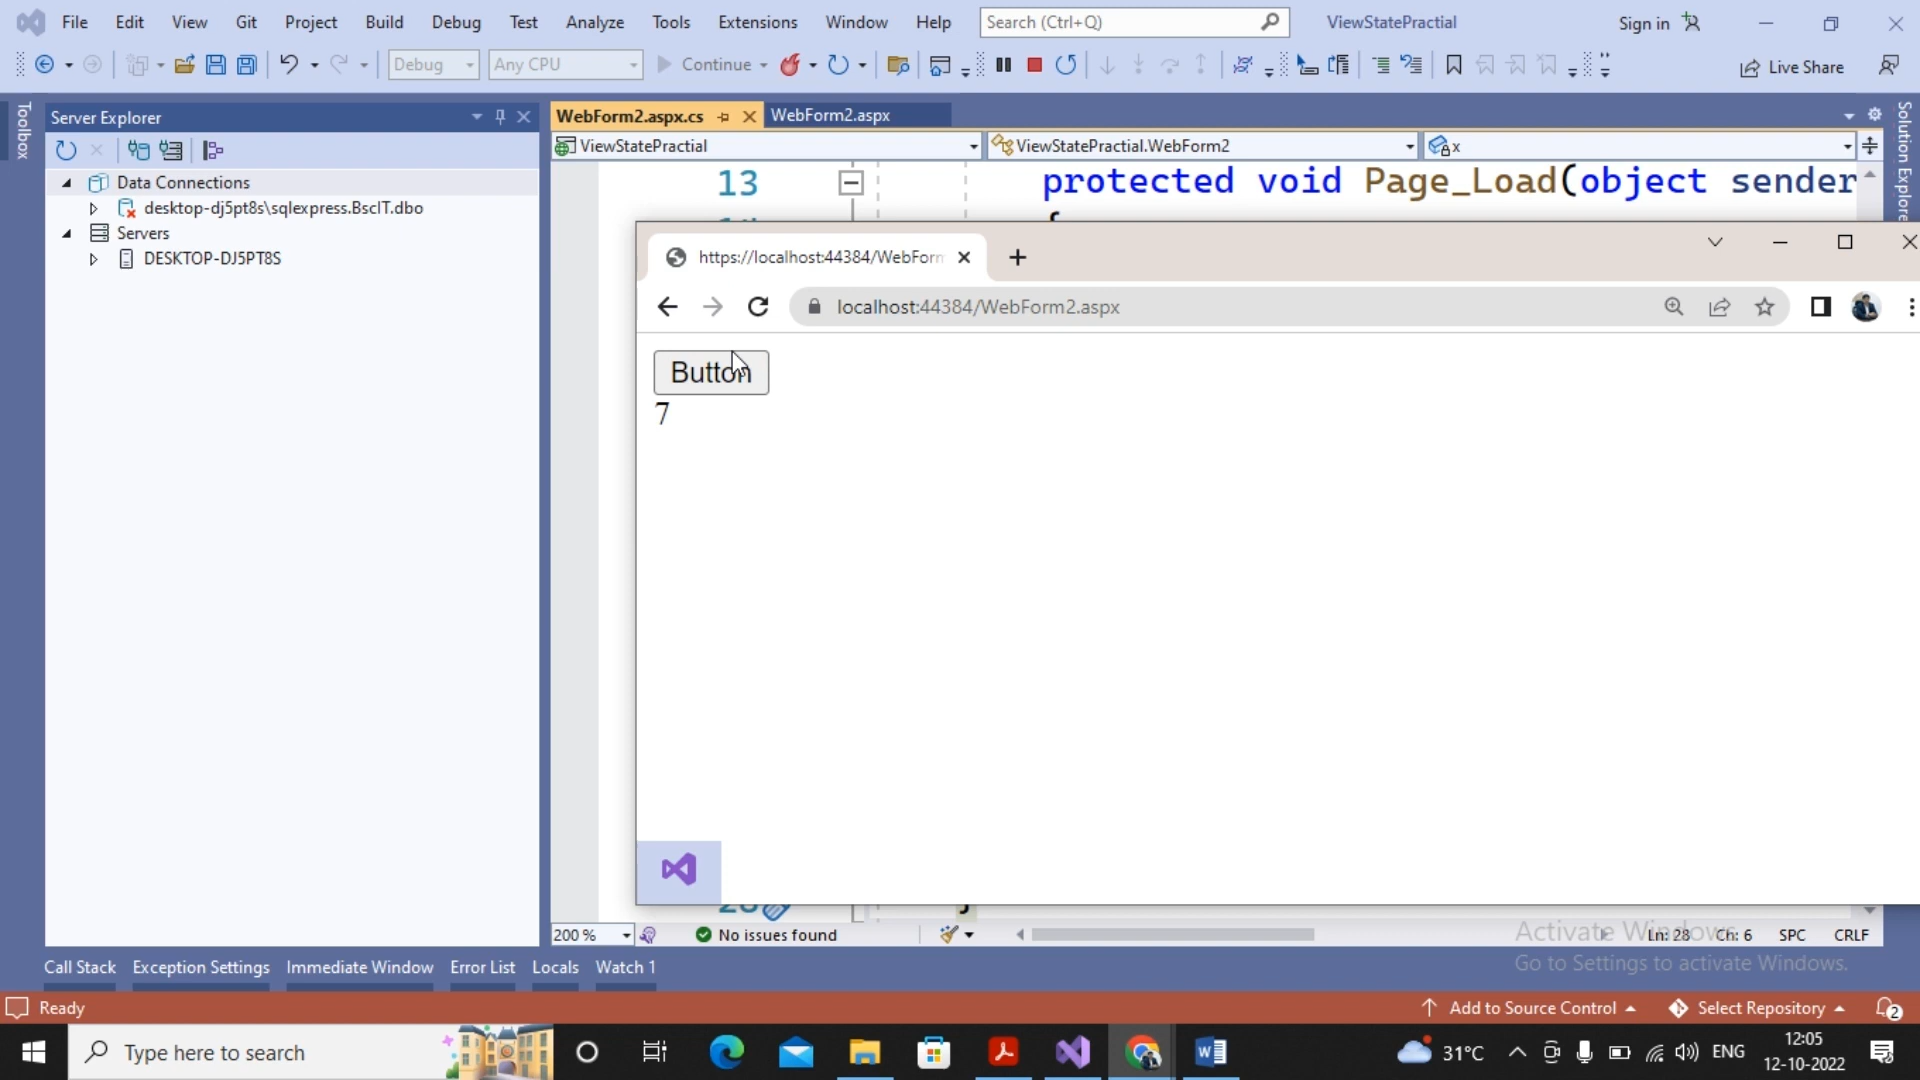 File Edit View Git Project Build Debug Test Analyze Tools Extensions Window Help Search (Ctrl+Q) ViewStatePractial Sign in
Debug Any CPU Continue Live Share
Toolbox
Server Explorer
Data Connections
desktop-dj5pt8s\sqlexpress.BscIT.dbo
Servers
DESKTOP-DJ5PT8S
WebForm2.aspx.cs WebForm2.aspx
ViewStatePractial ViewStatePractial.WebForm2 x
Solution Explorer
13 protected void Page_Load(object sender
https://localhost:44384/WebForm
localhost:44384/WebForm2.aspx
Button
7
200 % No issues found Ln: 28 Ch: 6 SPC CRLF
Activate Windows
Go to Settings to activate Windows.
Call Stack Exception Settings Immediate Window Error List Locals Watch 1
Ready Add to Source Control Select Repository 2
Type here to search 31°C ENG 12:05
12-10-2022